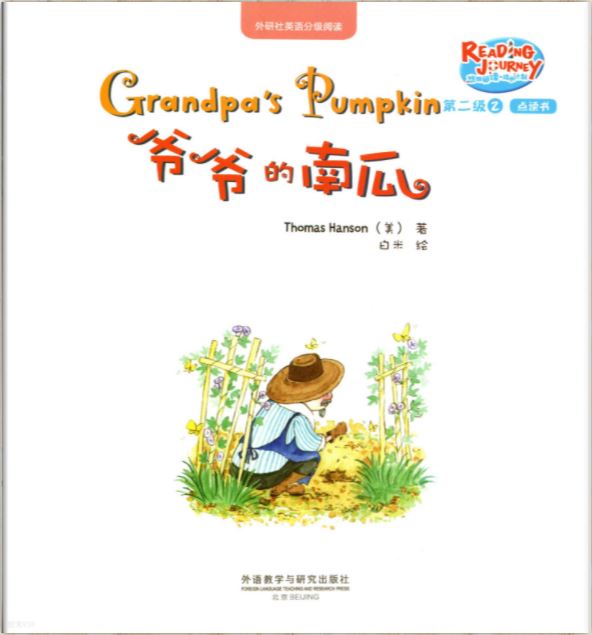 外研社英语分级阅读
READING
JOURNEY
Grandpa's Pumpkin 第二级 2 点读书
爷爷的南瓜
Thomas Hanson（美） 著
白米 绘
外语教学与研究出版社
FOREIGN LANGUAGE TEACHING AND RESEARCH PRESS
北京 BEIJING